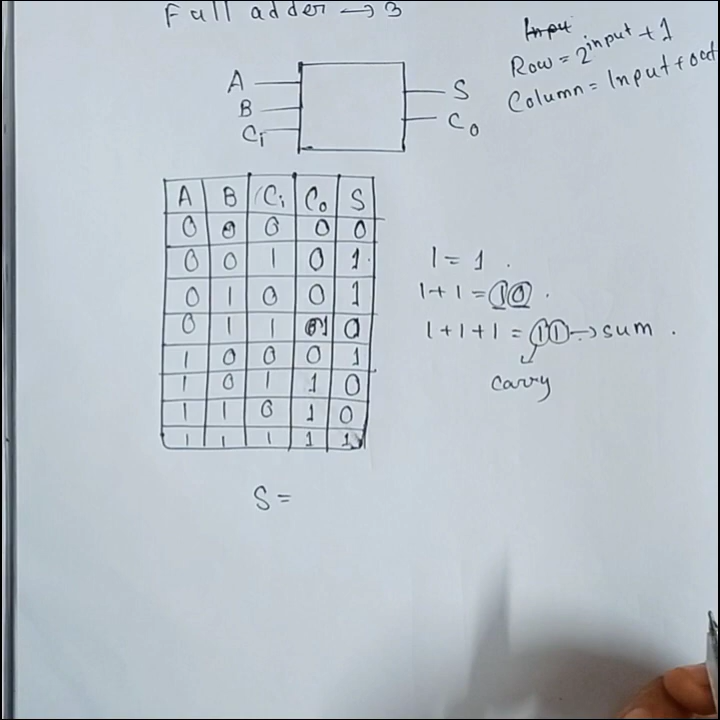 Full adder → 3
Row = 2^input + 1
Column = Input + out
A
B
Ci
S
Co
A B Ci Co S
0 0 0 0 0
0 0 1 0 1
0 1 0 0 1
0 1 1 1 0
1 0 0 0 1
1 0 1 1 0
1 1 0 1 0
1 1 1 1 1
1 = 1 .
1 + 1 = 10 .
1 + 1 + 1 = 11 → sum .
carry
S =